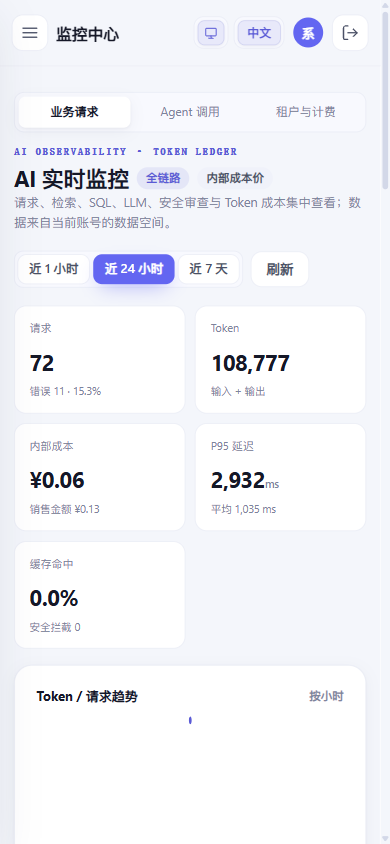 监控中心
中文
系
业务请求
Agent 调用
租户与计费
AI OBSERVABILITY - TOKEN LEDGER
AI 实时监控
全链路
内部成本价
请求、检索、SQL、LLM、安全审查与 Token 成本集中查看；数
据来自当前账号的数据空间。
近 1 小时
近 24 小时
近 7 天
刷新
请求
72
错误 11 · 15.3%
Token
108,777
输入 + 输出
内部成本
¥0.06
销售金额 ¥0.13
P95 延迟
2,932ms
平均 1,035 ms
缓存命中
0.0%
安全拦截 0
Token / 请求趋势
按小时